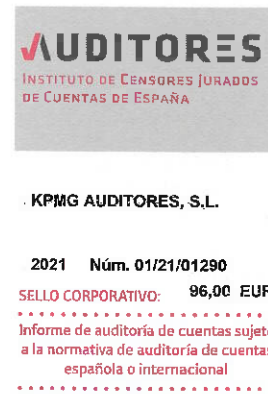 AUDITORES
INSTITUTO DE CENSORES JURADOS
DE CUENTAS DE ESPAÑA
KPMG AUDITORES, S.L.
2021 Núm. 01/21/01290
SELLO CORPORATIVO: 96,00 EUR
Informe de auditoría de cuentas sujeto
a la normativa de auditoría de cuentas
española o internacional